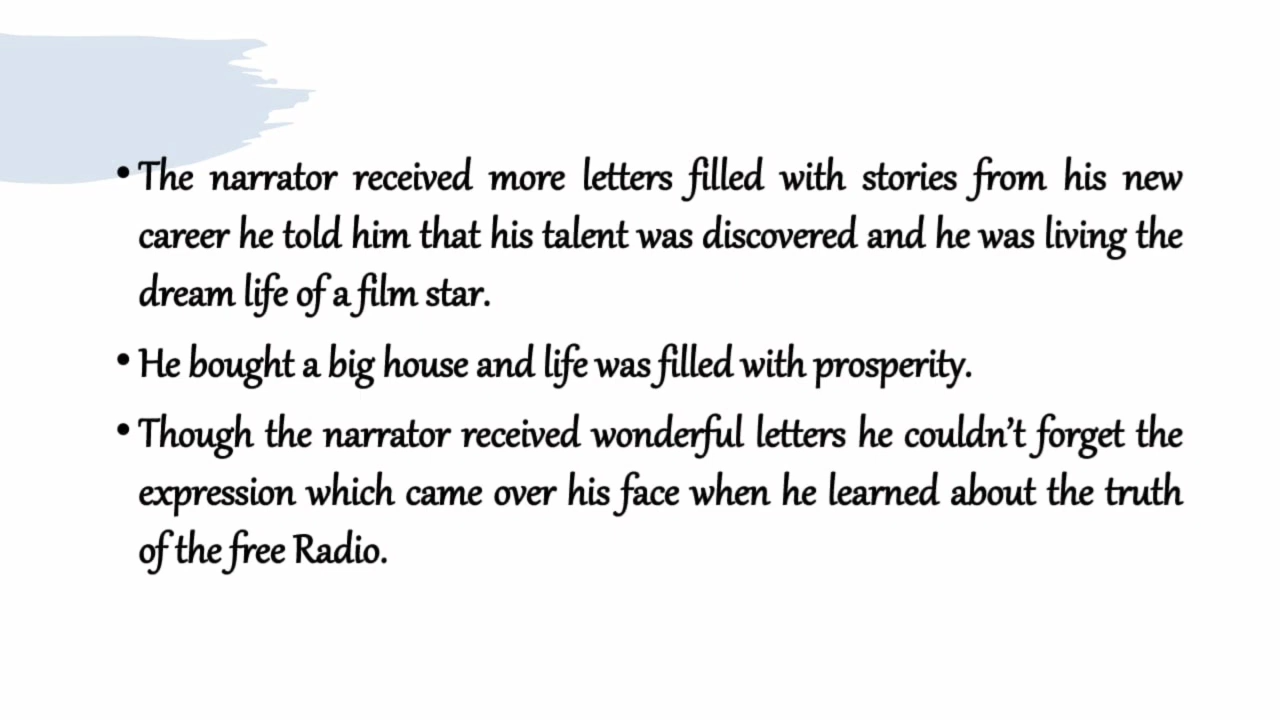 • The narrator received more letters filled with stories from his new
career he told him that his talent was discovered and he was living the
dream life of a film star.
• He bought a big house and life was filled with prosperity.
• Though the narrator received wonderful letters he couldn’t forget the
expression which came over his face when he learned about the truth
of the free Radio.